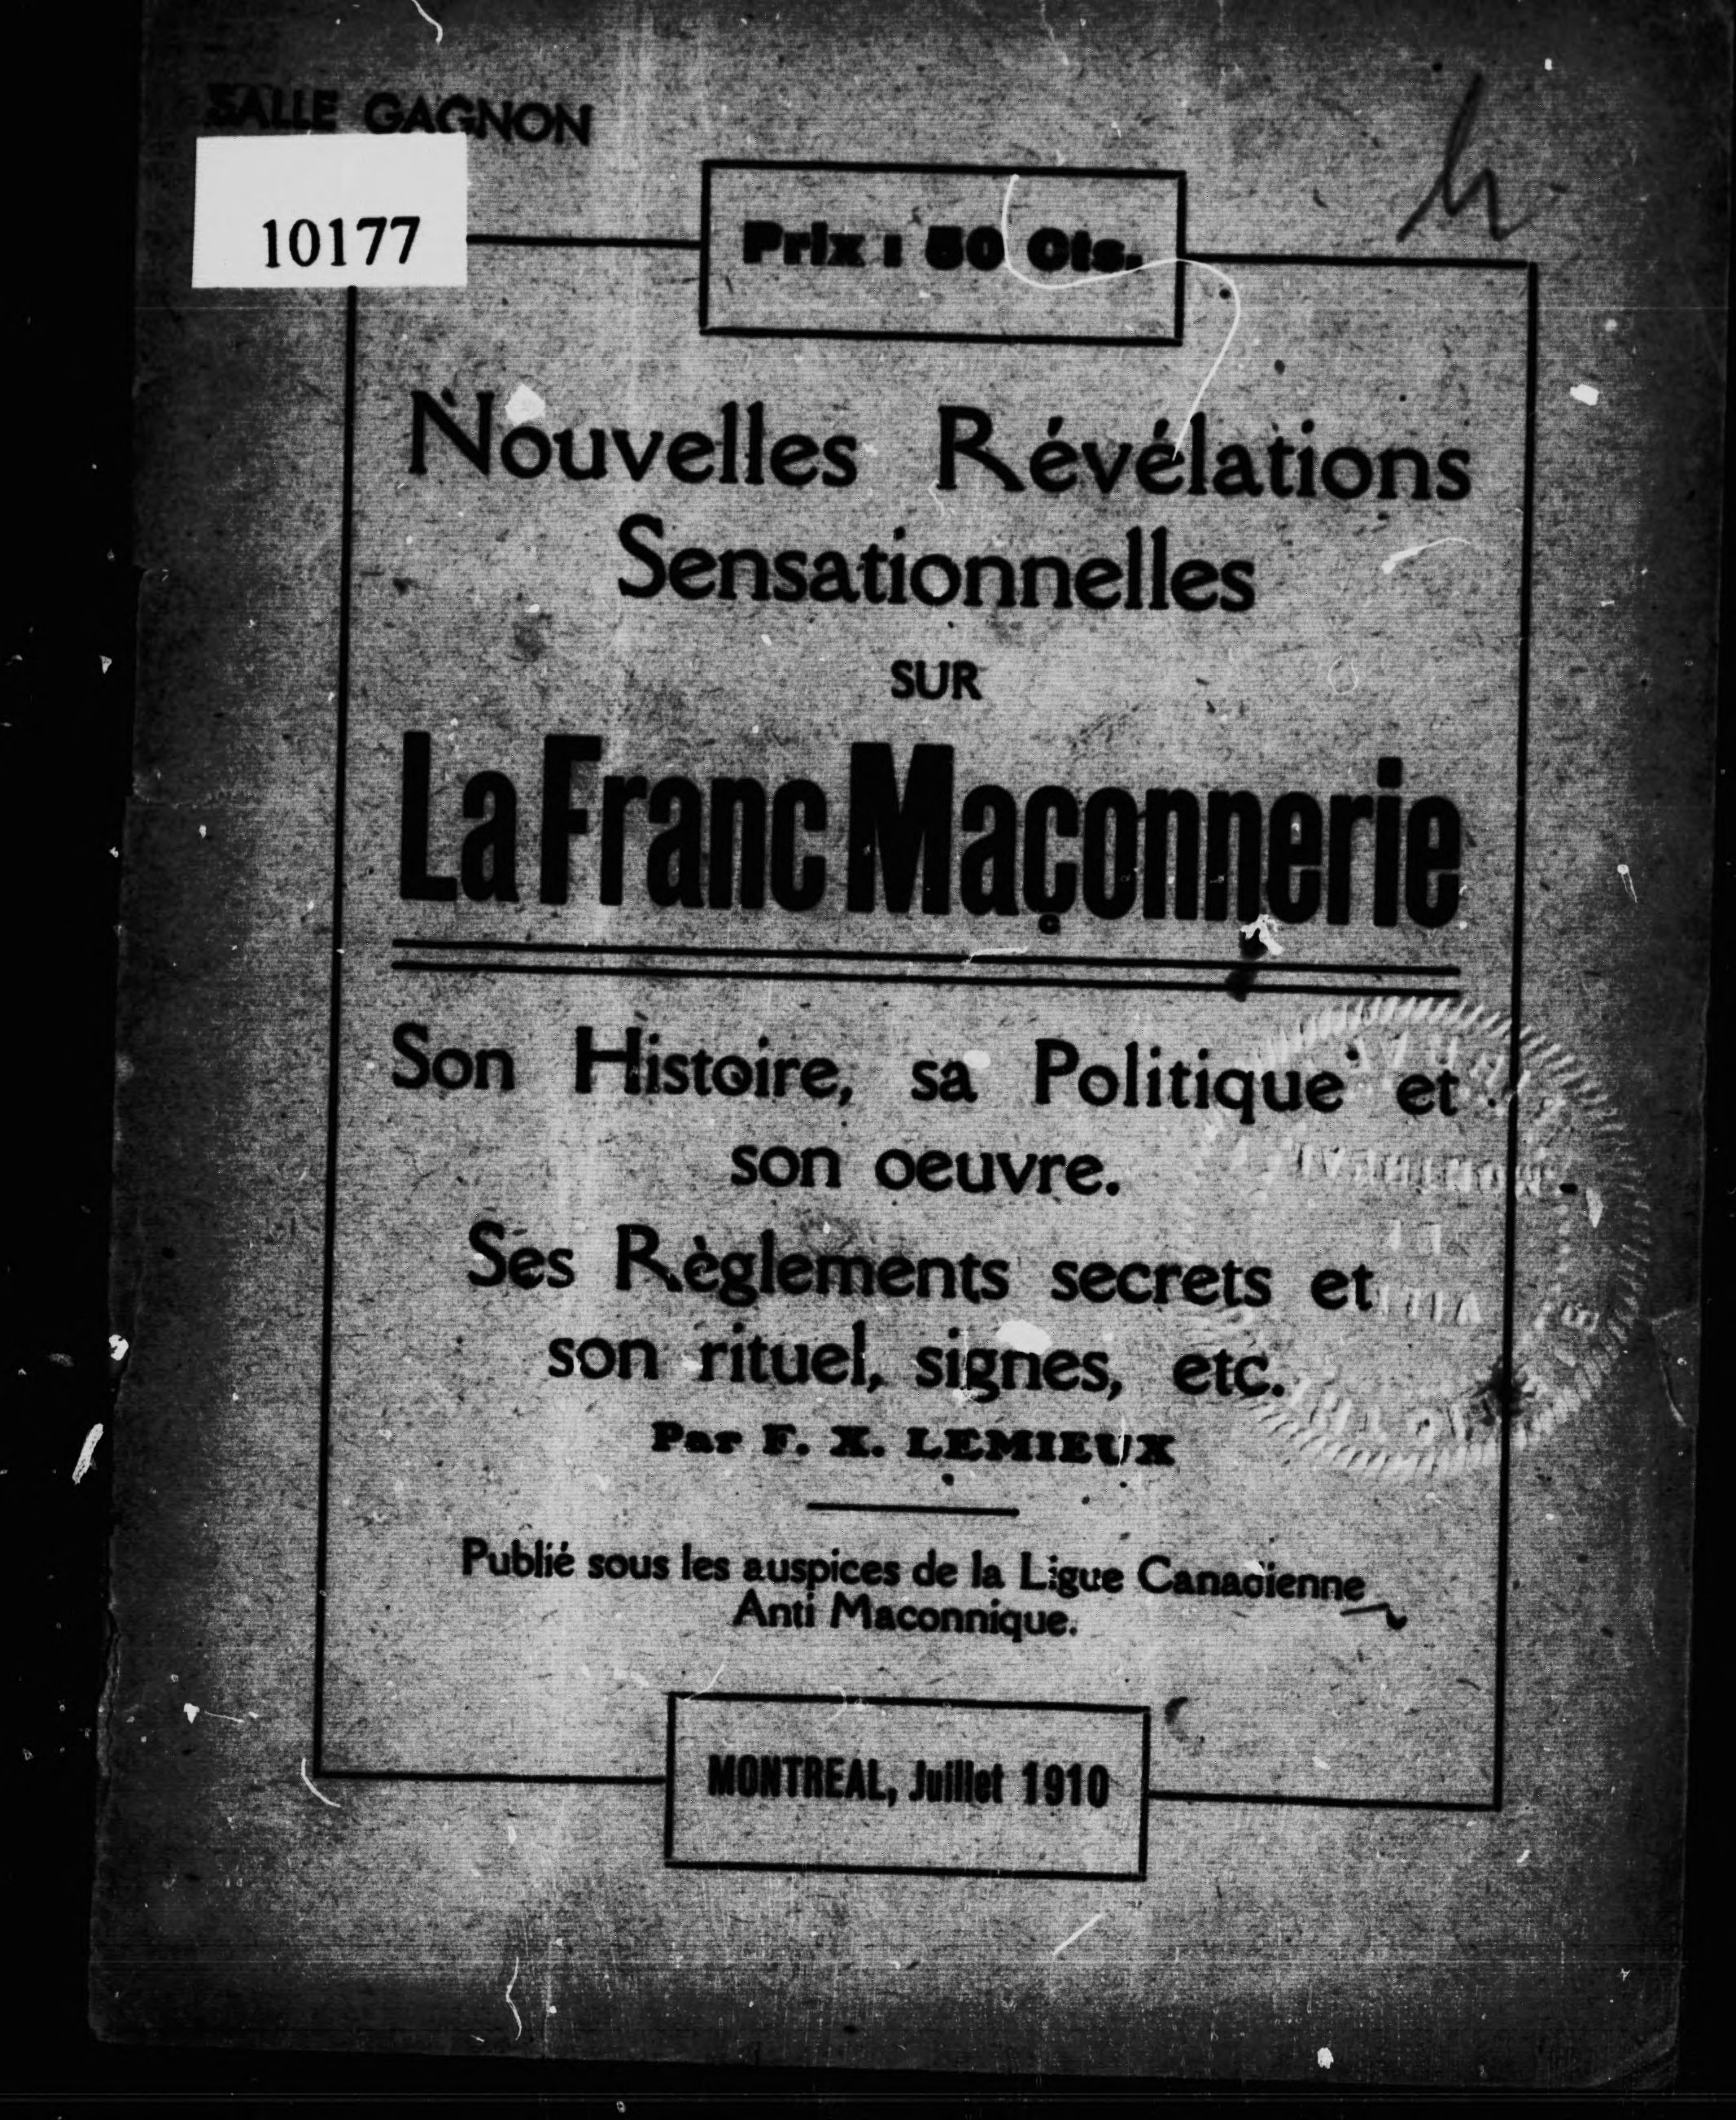 SALLE GAGNON
10177
Prix : 50 Cts.
Nouvelles Révélations
Sensationnelles
SUR
La Franc Maçonnerie
Son Histoire, sa Politique et
son oeuvre.
Ses Règlements secrets et
son rituel, signes, etc.
Par F. X. LEMIEUX
Publié sous les auspices de la Ligue Canadienne
Anti Maconnique.
MONTREAL, Juillet 1910